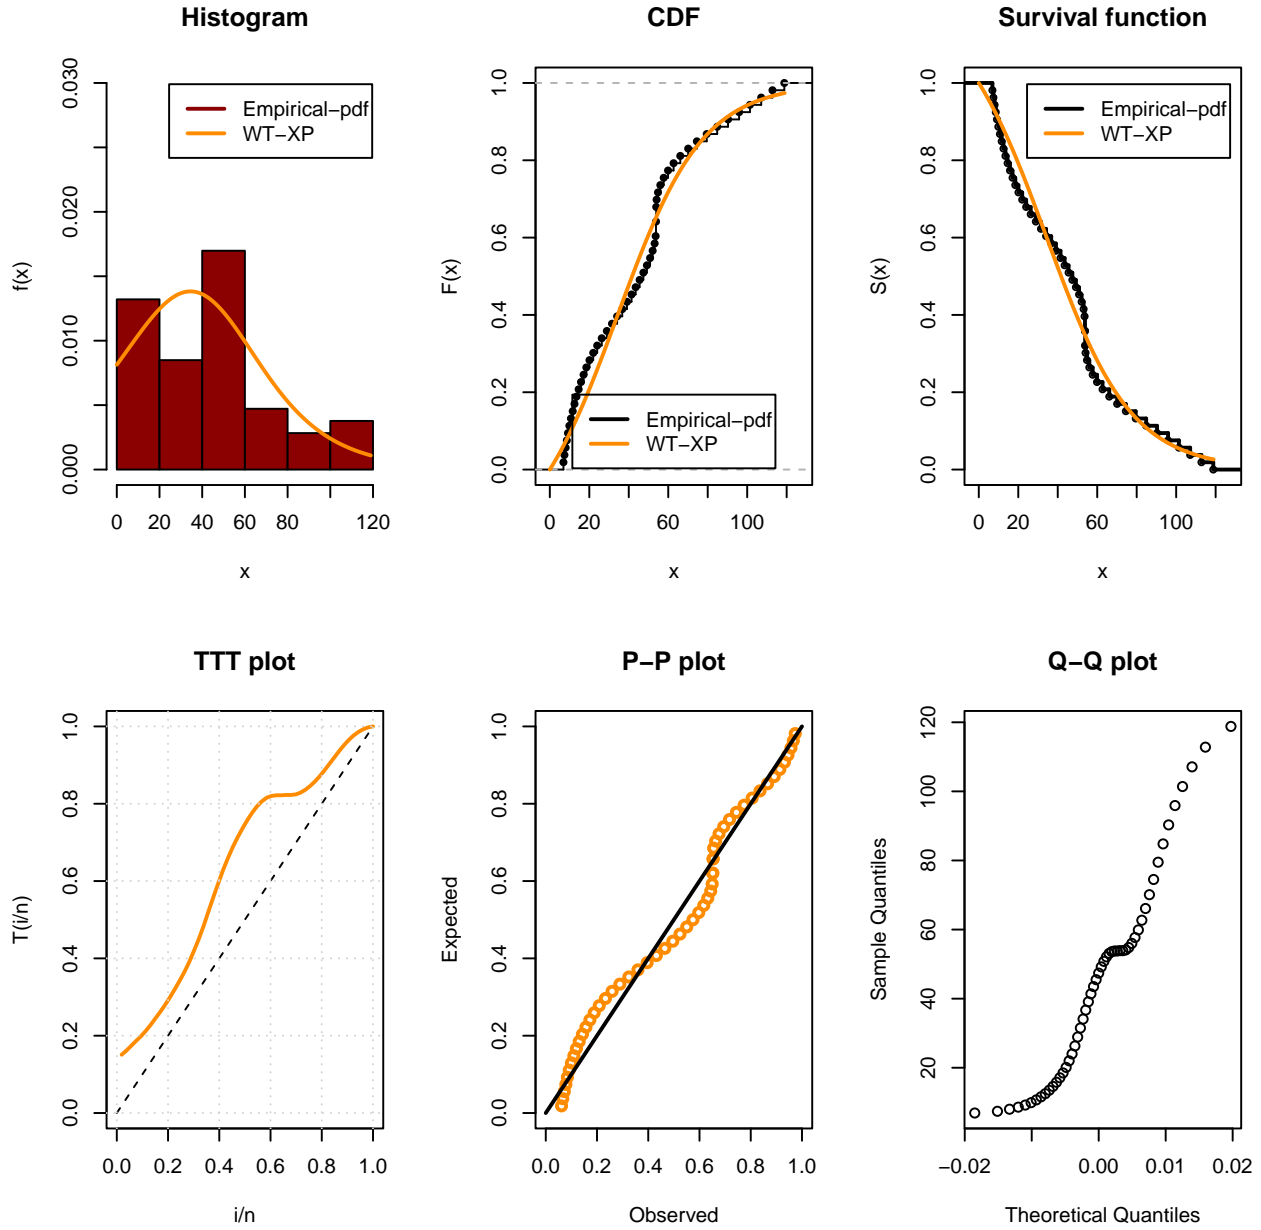 Histogram
f(x)
0.000 0.010 0.020 0.030
Empirical−pdf
WT−XP
0 20 40 60 80 120
x
CDF
F(x)
0.0 0.2 0.4 0.6 0.8 1.0
Empirical−pdf
WT−XP
0 20 60 100
x
Survival function
S(x)
0.0 0.2 0.4 0.6 0.8 1.0
Empirical−pdf
WT−XP
0 20 60 100
x
TTT plot
T(i/n)
0.0 0.2 0.4 0.6 0.8 1.0
0.0 0.2 0.4 0.6 0.8 1.0
i/n
P−P plot
Expected
0.0 0.2 0.4 0.6 0.8 1.0
0.0 0.2 0.4 0.6 0.8 1.0
Observed
Q−Q plot
Sample Quantiles
20 40 60 80 100 120
−0.02 0.00 0.01 0.02
Theoretical Quantiles